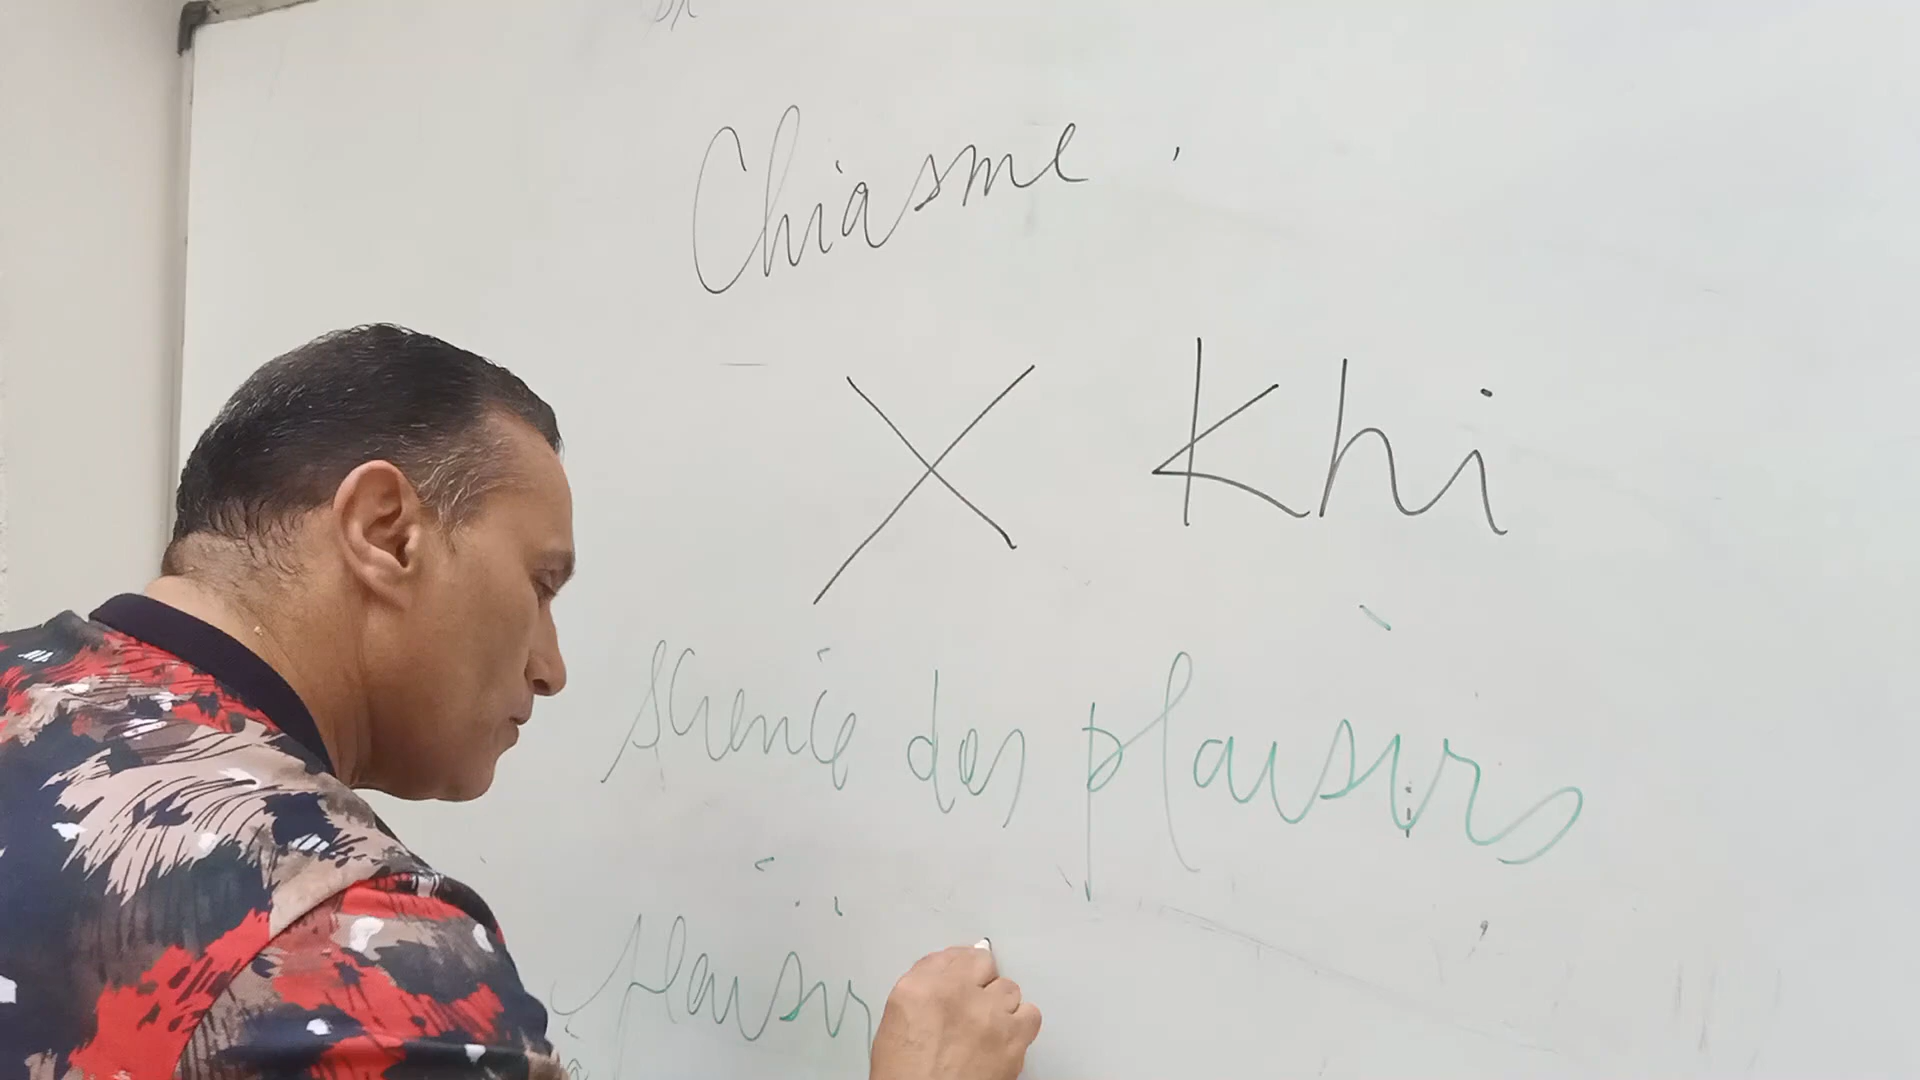 Chiasme
X Khi
science des plaisirs
plaisir